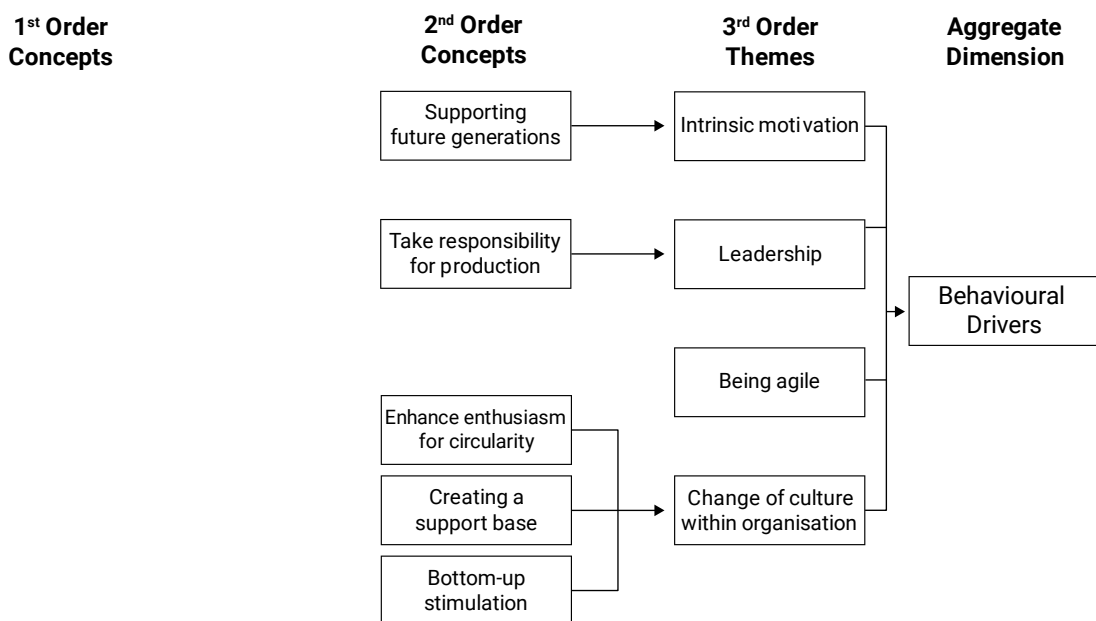 1st Order
Concepts
2nd Order
Concepts
3rd Order
Themes
Aggregate
Dimension
Supporting
future generations
Intrinsic motivation
Take responsibility
for production
Leadership
Behavioural
Drivers
Being agile
Enhance enthusiasm
for circularity
Creating a
support base
Change of culture
within organisation
Bottom-up
stimulation